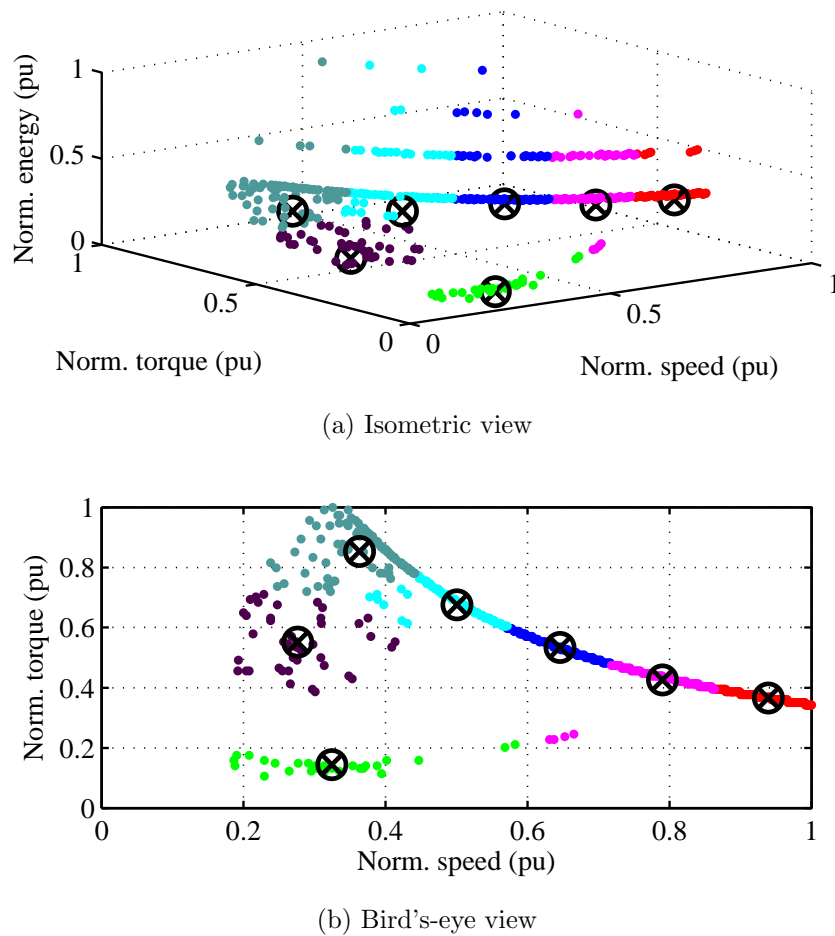 1
0.5
0
Norm. energy (pu)
1
0.5
0
Norm. torque (pu)
0
0.5
1
Norm. speed (pu)
(a) Isometric view
1
0.8
0.6
0.4
0.2
0
Norm. torque (pu)
0 0.2 0.4 0.6 0.8 1
Norm. speed (pu)
(b) Bird's-eye view